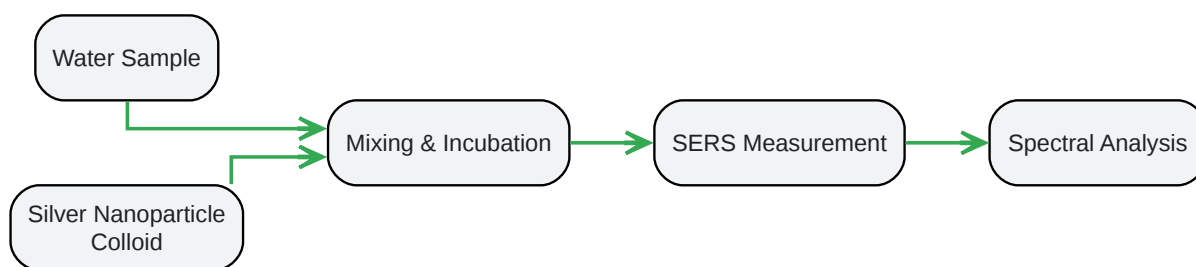 Water Sample
Mixing & Incubation
SERS Measurement
Spectral Analysis
Silver Nanoparticle
Colloid